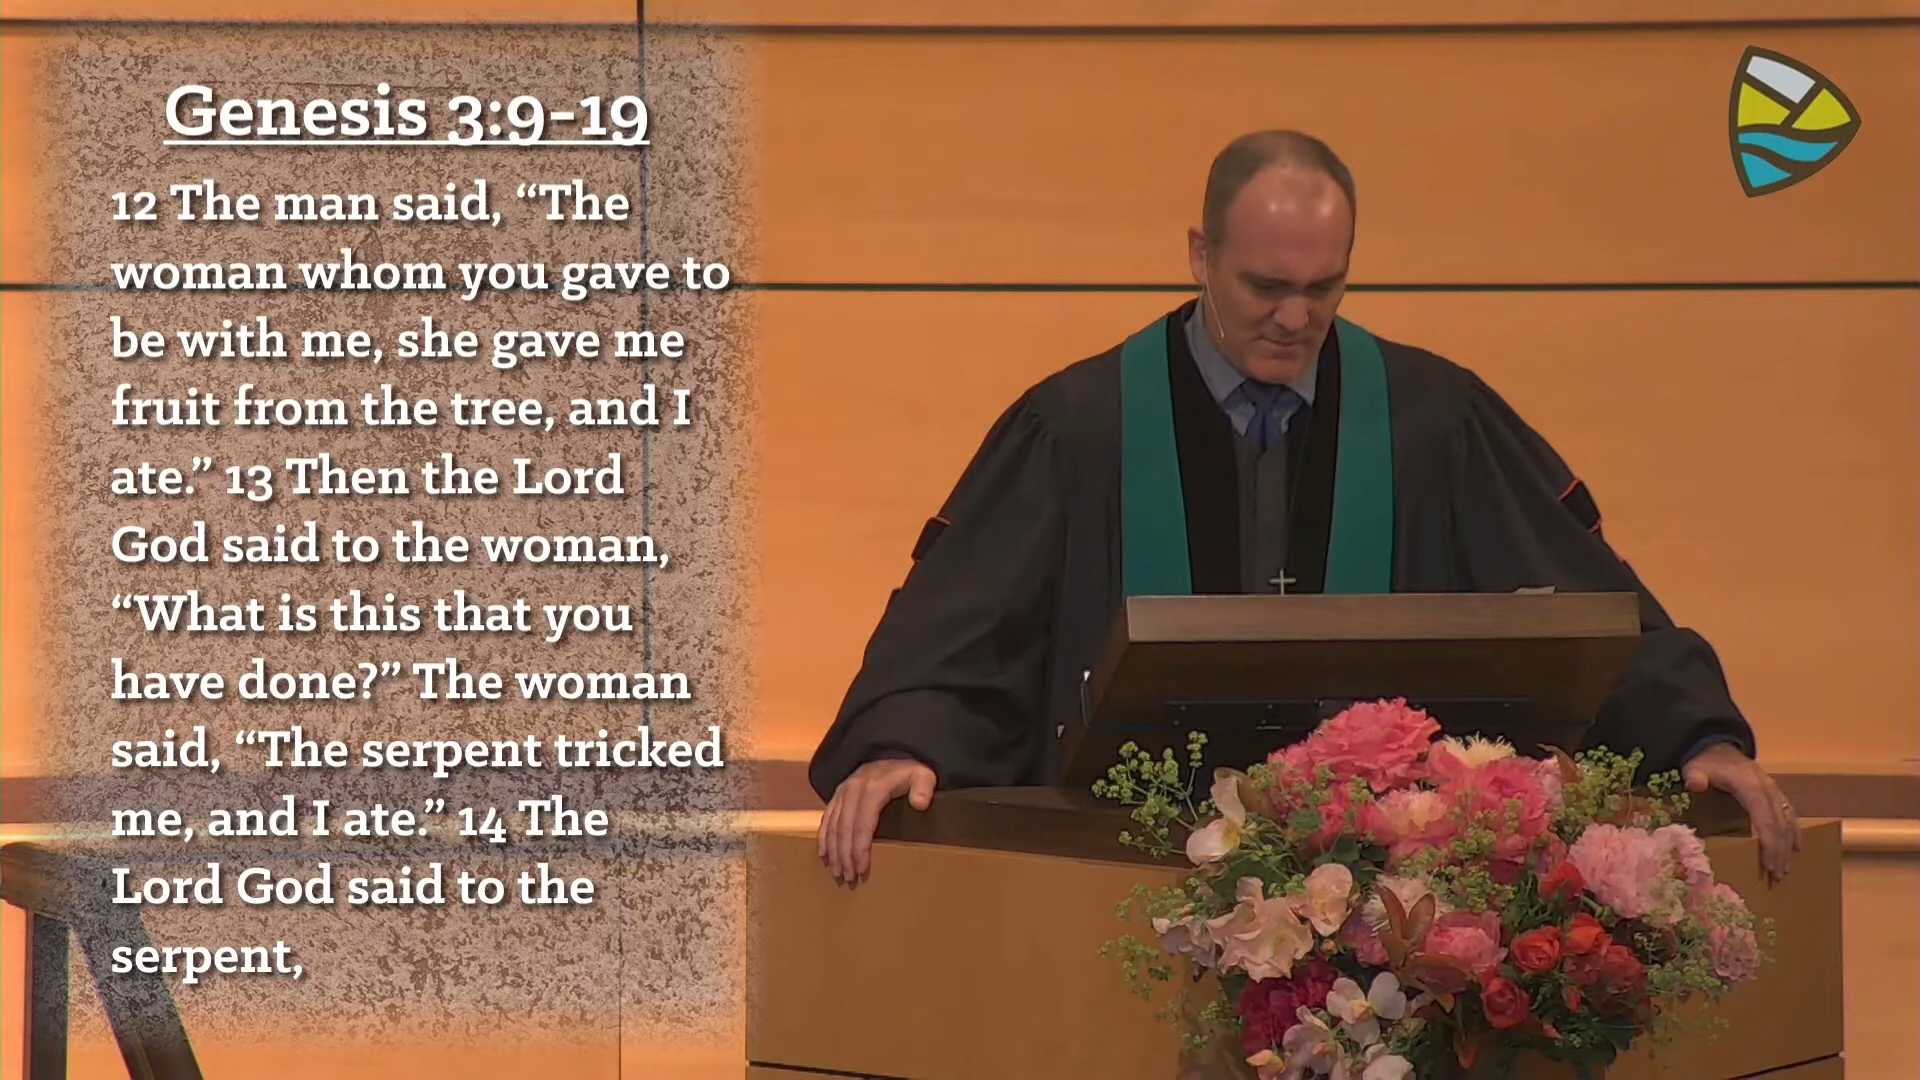 Genesis 3:9-19
12 The man said, “The
woman whom you gave to
be with me, she gave me
fruit from the tree, and I
ate.” 13 Then the Lord
God said to the woman,
“What is this that you
have done?” The woman
said, “The serpent tricked
me, and I ate.” 14 The
Lord God said to the
serpent,